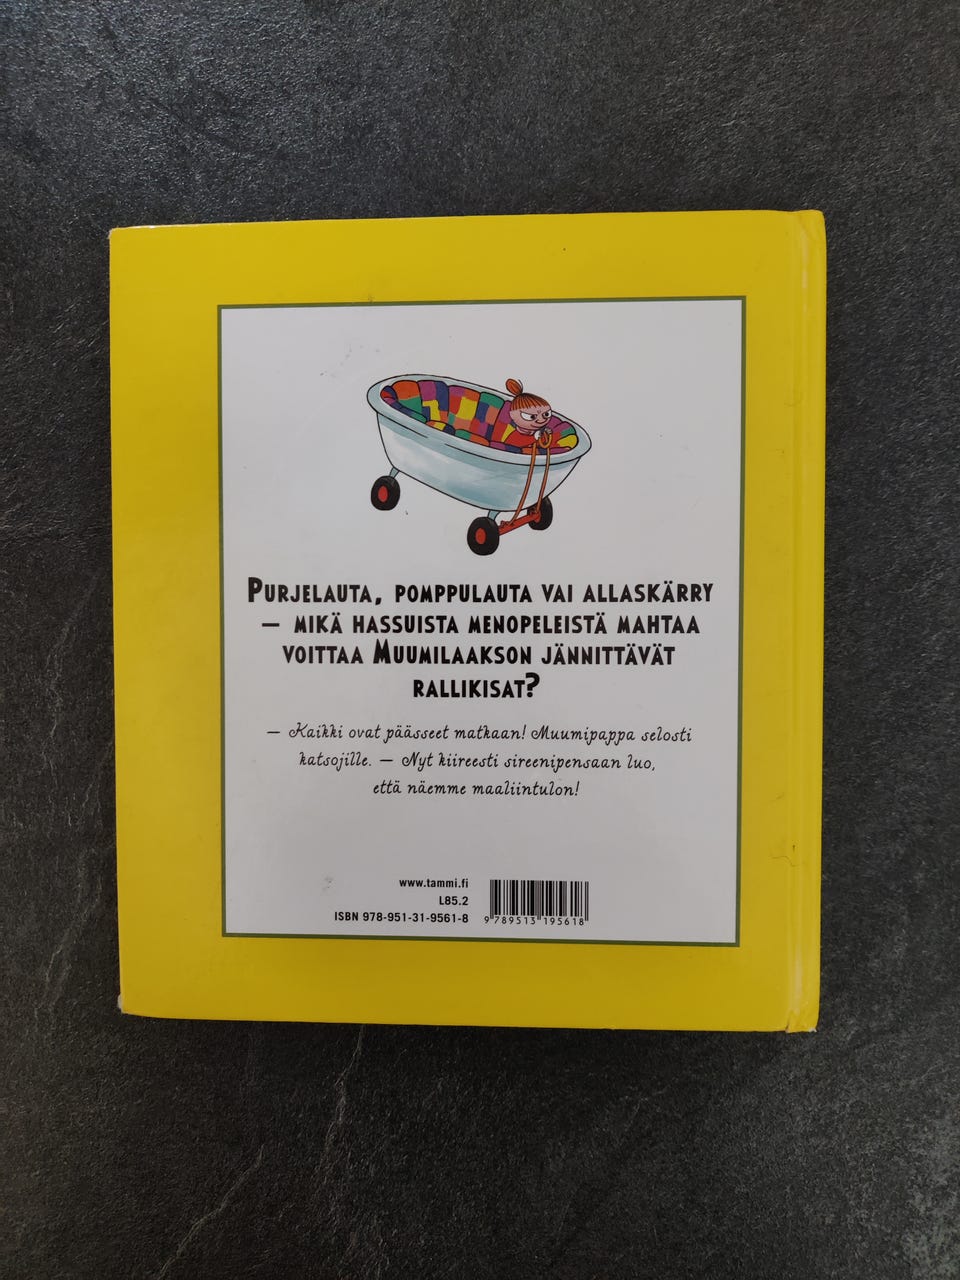 Purjelauta, pomppulauta vai allaskärry
– mikä hassuista menopeleistä mahtaa
voittaa Muumilaakson jännittävät
rallikisat?
– Kaikki ovat päässeet matkaan! Muumipappa selosti
katsojille. – Nyt kiireesti sireenipensaan luo,
että näemme maaliintulon!
www.tammi.fi
L85.2
ISBN 978-951-31-9561-8
9 789513 195618